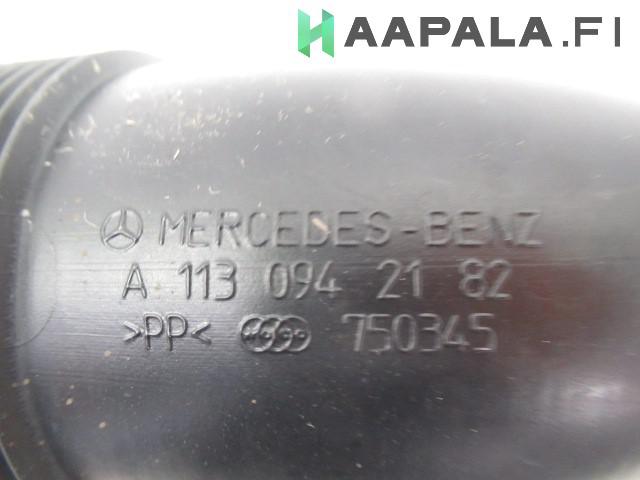 HAAPALA.FI
MERCEDES-BENZ
A 113 094 21 82
>PP< 750345